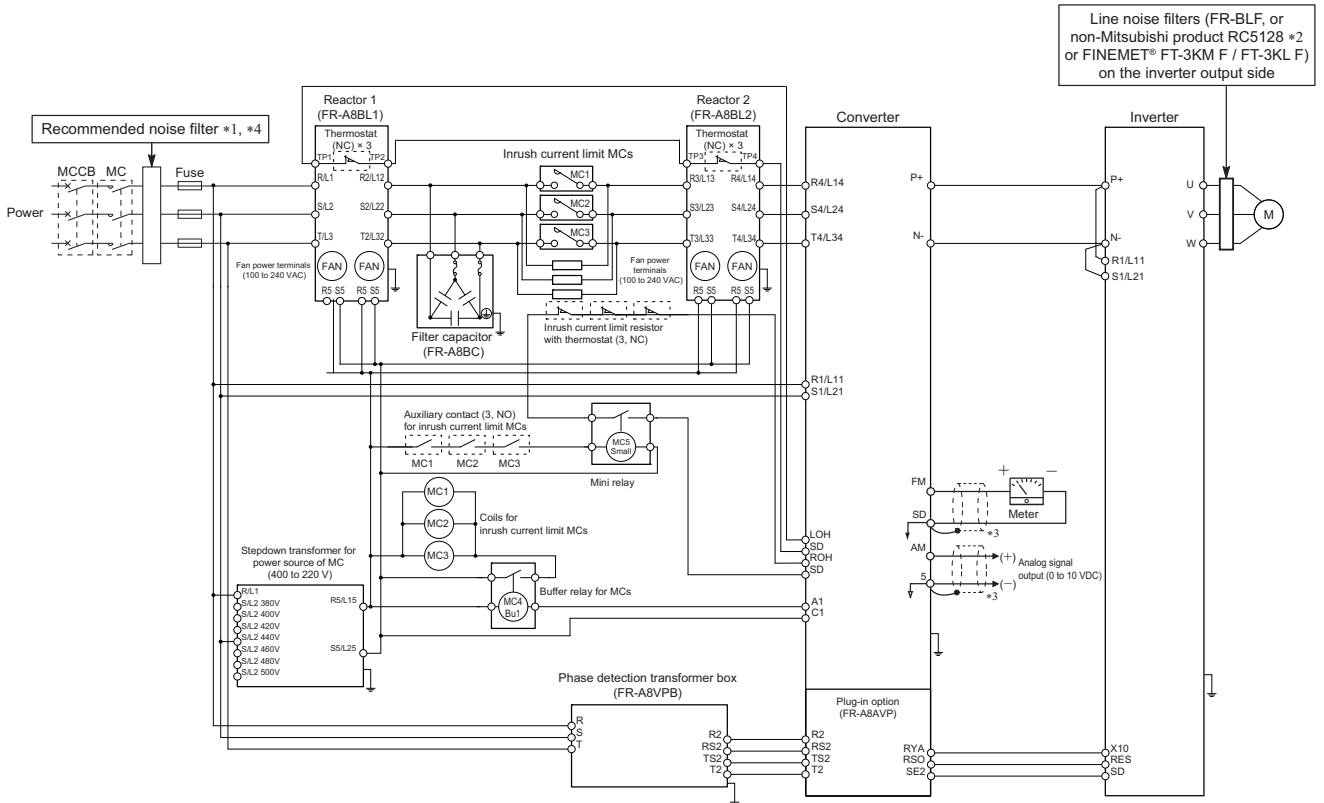 Line noise filters (FR-BLF, or
non-Mitsubishi product RC5128 *2
or FINEMET® FT-3KM F / FT-3KL F)
on the inverter output side
Recommended noise filter *1, *4
Reactor 1
(FR-A8BL1)
Reactor 2
(FR-A8BL2)
Converter
Inverter
Thermostat
(NC) × 3
Thermostat
(NC) × 3
Inrush current limit MCs
MCCB MC Fuse
TP1 TP2
TP3 TP4
MC1
MC2
MC3
Power
R/L1 R2/L12
S/L2 S2/L22
T/L3 T2/L32
R3/L13 R4/L14
S3/L23 S4/L24
T3/L33 T4/L34
R4/L14
S4/L24
T4/L34
P+
N-
P+
N-
R1/L11
S1/L21
U
V
W
M
Fan power terminals
(100 to 240 VAC)
FAN FAN
R5 S5 R5 S5
Fan power
terminals
(100 to 240 VAC)
FAN FAN
R5 S5 R5 S5
Filter capacitor
(FR-A8BC)
Inrush current limit resistor
with thermostat (3, NC)
R1/L11
S1/L21
Auxiliary contact (3, NO)
for inrush current limit MCs
MC1 MC2 MC3
MC5
Small
Mini relay
MC1
MC2
MC3
Coils for
inrush current limit MCs
LOH
SD
ROH
SD
FM
SD
AM
5
+ −
Meter
*3
(+)
(−)
Analog signal
output (0 to 10 VDC)
*3
Stepdown transformer for
power source of MC
(400 to 220 V)
R/L1
S/L2 380V
S/L2 400V
S/L2 420V
S/L2 440V
S/L2 460V
S/L2 480V
S/L2 500V
R5/L15
S5/L25
MC4
Bu1
Buffer relay for MCs
A1
C1
Phase detection transformer box
(FR-A8VPB)
R
S
T
R2
RS2
TS2
T2
Plug-in option
(FR-A8AVP)
R2
RS2
TS2
T2
RYA
RSO
SE2
X10
RES
SD